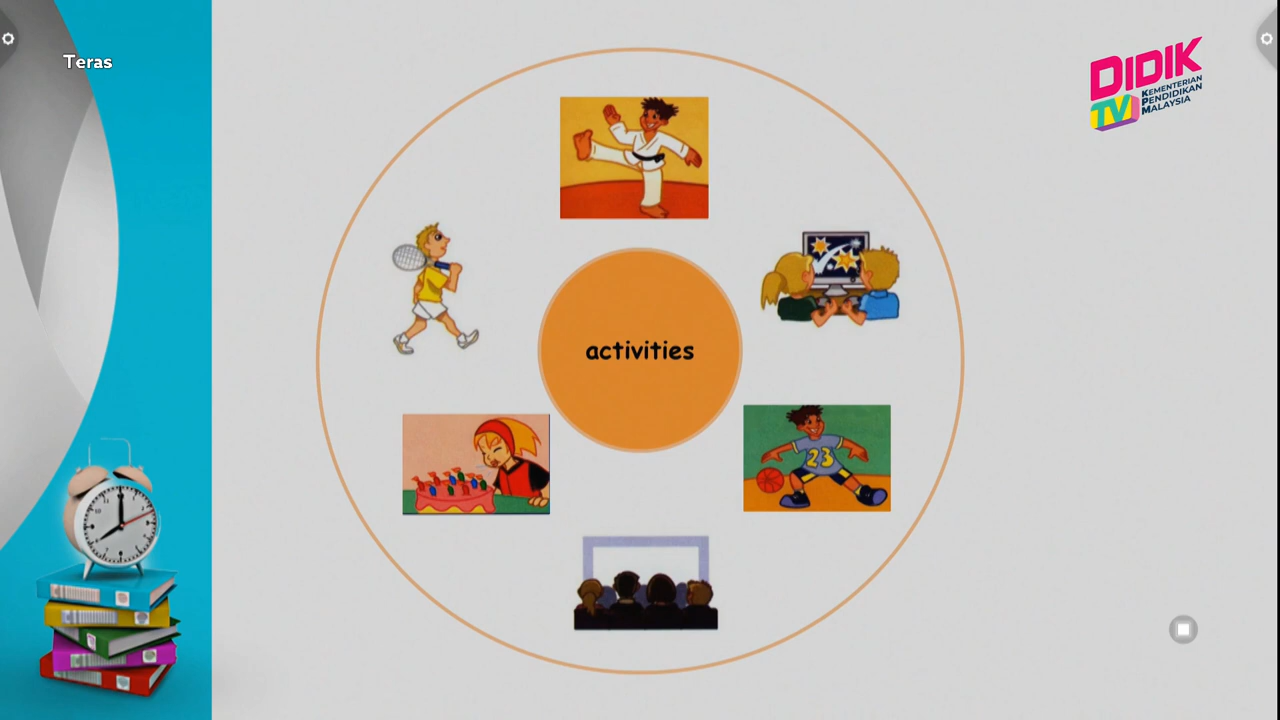 Teras
DIDIK
TV
KEMENTERIAN
PENDIDIKAN
MALAYSIA
activities
23